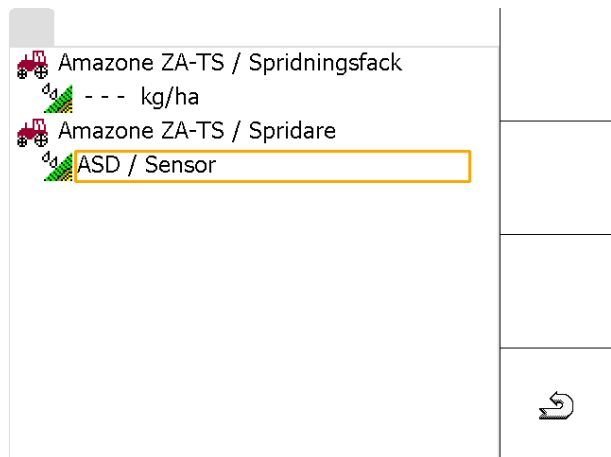 Amazone ZA-TS / Spridningsfack
- - - kg/ha
Amazone ZA-TS / Spridare
ASD / Sensor